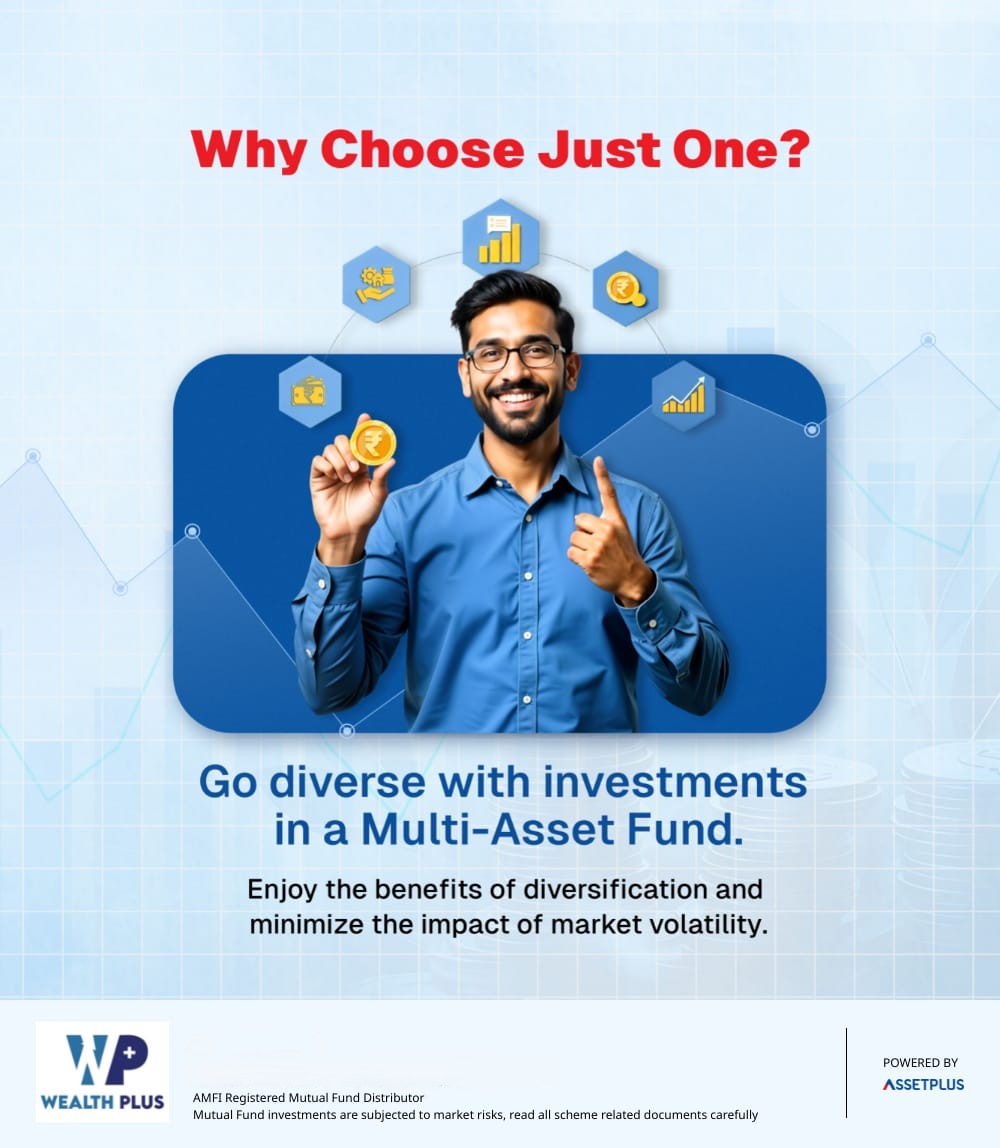 Why Choose Just One?
Go diverse with investments
in a Multi-Asset Fund.
Enjoy the benefits of diversification and
minimize the impact of market volatility.
WP
WEALTH PLUS
AMFI Registered Mutual Fund Distributor
Mutual Fund investments are subjected to market risks, read all scheme related documents carefully
POWERED BY
ASSETPLUS